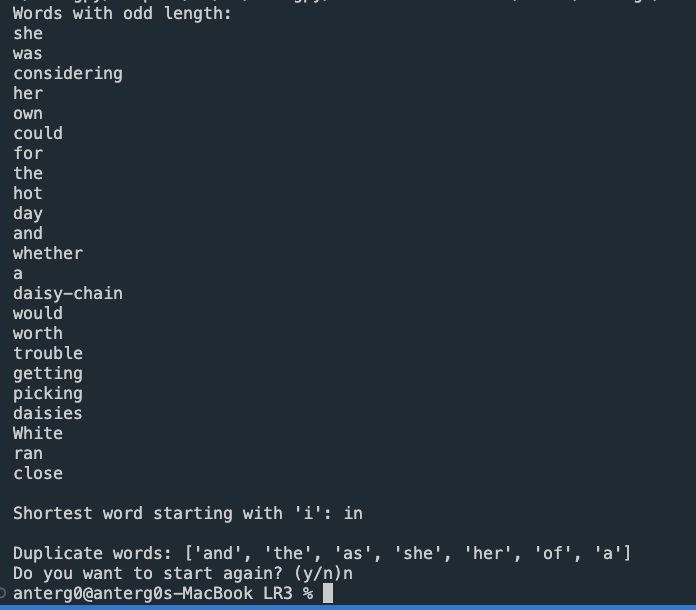 Words with odd length:
she
was
considering
her
own
could
for
the
hot
day
and
whether
a
daisy-chain
would
worth
trouble
getting
picking
daisies
White
ran
close
Shortest word starting with 'i': in
Duplicate words: ['and', 'the', 'as', 'she', 'her', 'of', 'a']
Do you want to start again? (y/n)n
anterg0@anterg0s-MacBook LR3 %